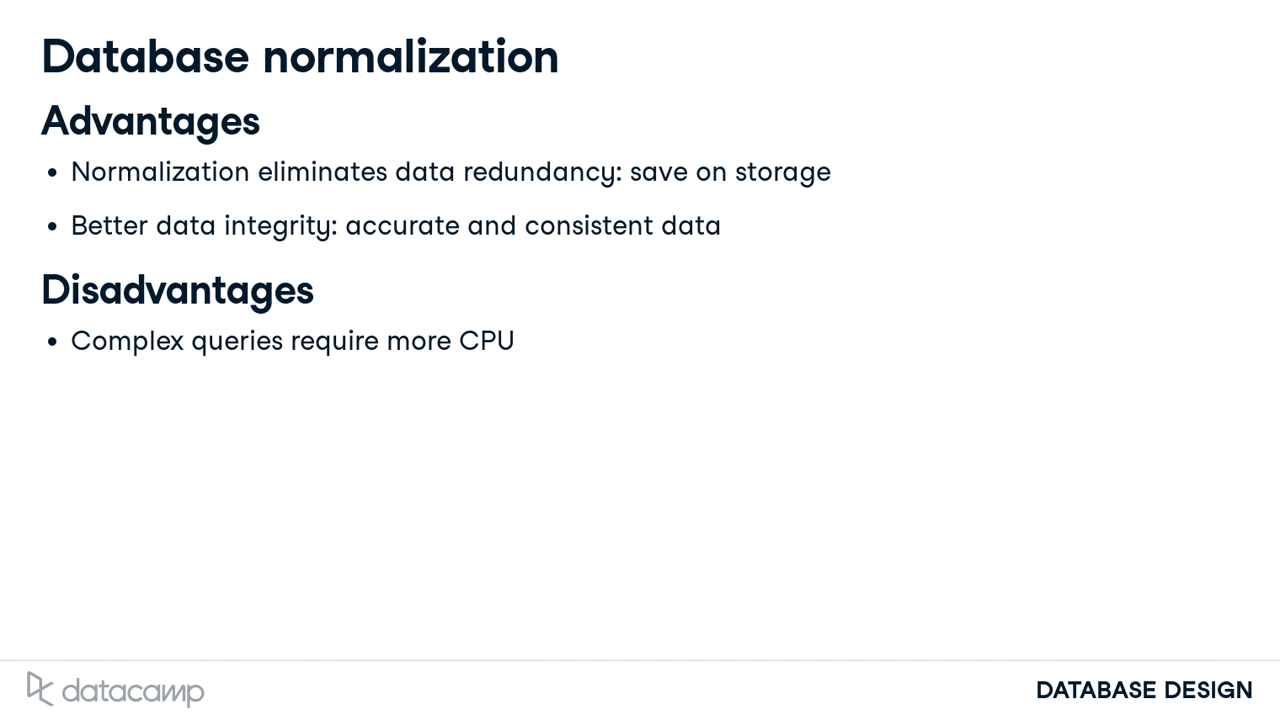 Database normalization
Advantages
• Normalization eliminates data redundancy: save on storage
• Better data integrity: accurate and consistent data
Disadvantages
• Complex queries require more CPU
datacamp
DATABASE DESIGN